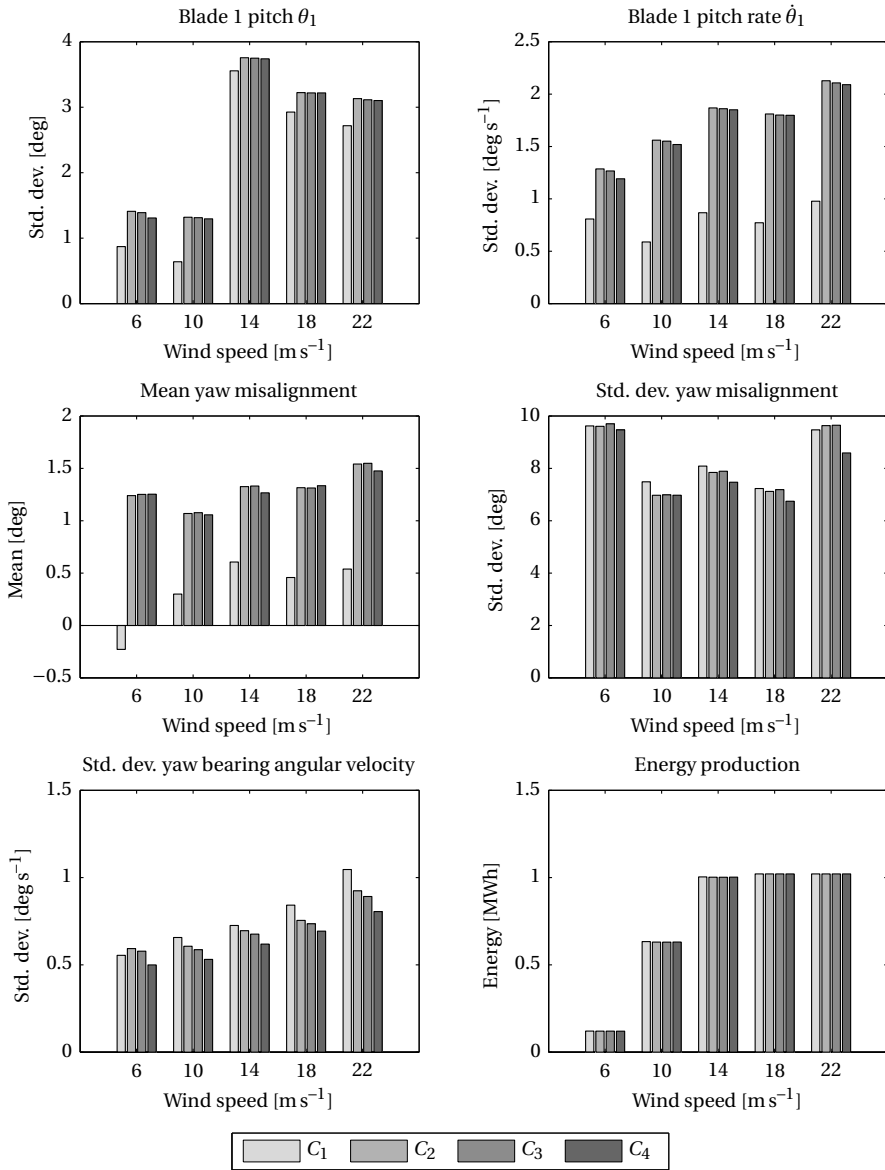 Blade 1 pitch θ₁
Std. dev. [deg]
4
3
2
1
0
6 10 14 18 22
Wind speed [m s⁻¹]
Blade 1 pitch rate θ̇₁
Std. dev. [deg s⁻¹]
2.5
2
1.5
1
0.5
0
6 10 14 18 22
Wind speed [m s⁻¹]
Mean yaw misalignment
Mean [deg]
2
1.5
1
0.5
0
−0.5
6 10 14 18 22
Wind speed [m s⁻¹]
Std. dev. yaw misalignment
Std. dev. [deg]
10
8
6
4
2
0
6 10 14 18 22
Wind speed [m s⁻¹]
Std. dev. yaw bearing angular velocity
Std. dev. [deg s⁻¹]
1.5
1
0.5
0
6 10 14 18 22
Wind speed [m s⁻¹]
Energy production
Energy [MWh]
1.5
1
0.5
0
6 10 14 18 22
Wind speed [m s⁻¹]
C₁ C₂ C₃ C₄